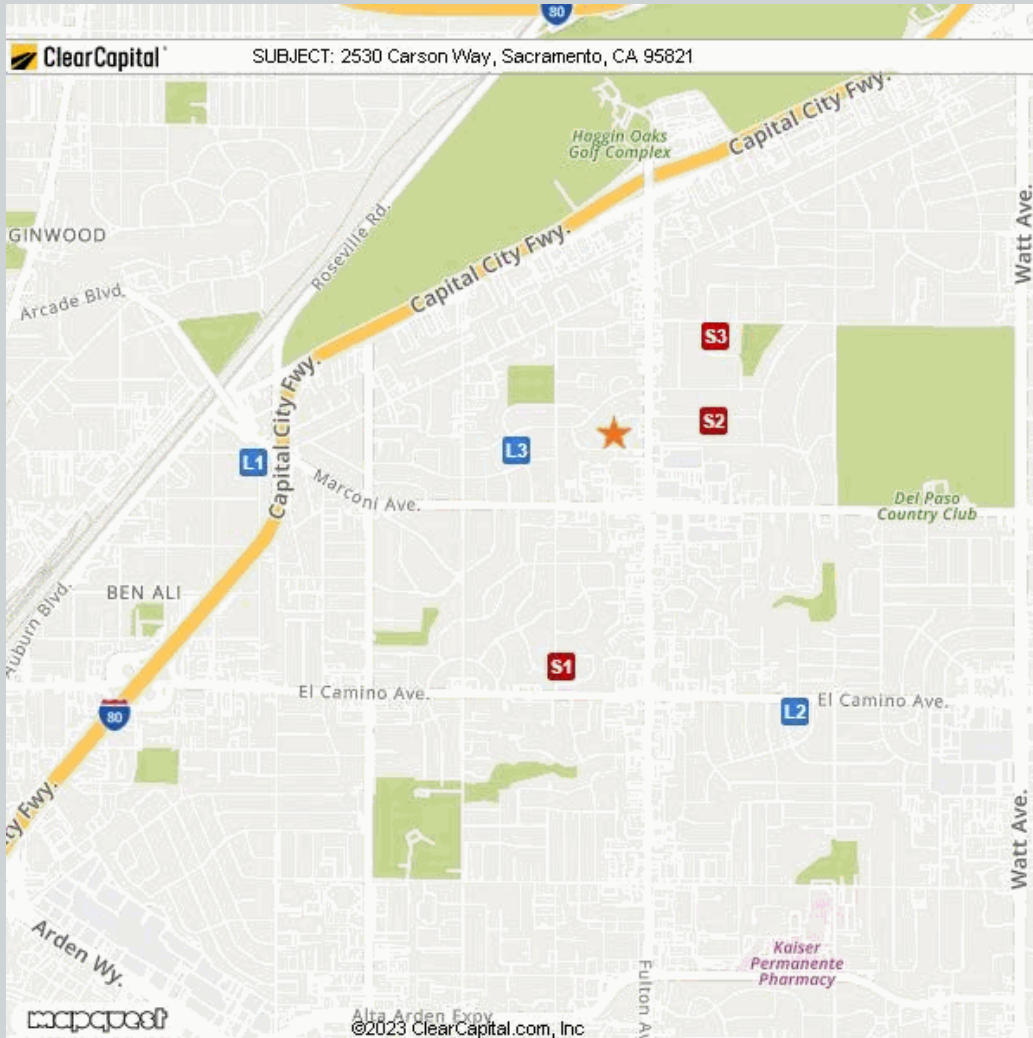 80
ClearCapital
SUBJECT: 2530 Carson Way, Sacramento, CA 95821
Capital City Fwy.
Haggin Oaks
Golf Complex
Watt Ave.
GINWOOD
Roseville Rd.
Capital City Fwy.
Arcade Blvd.
S3
Capital City Fwy.
S2
L3
L1
Marconi Ave.
Del Paso
Country Club
BEN ALI
Auburn Blvd.
S1
El Camino Ave.
El Camino Ave.
L2
80
ty Fwy.
Watt Ave.
Arden Wy.
Kaiser
Permanente
Pharmacy
Fulton Av
mapquest
Alta Arden Expy
©2023 ClearCapital.com, Inc